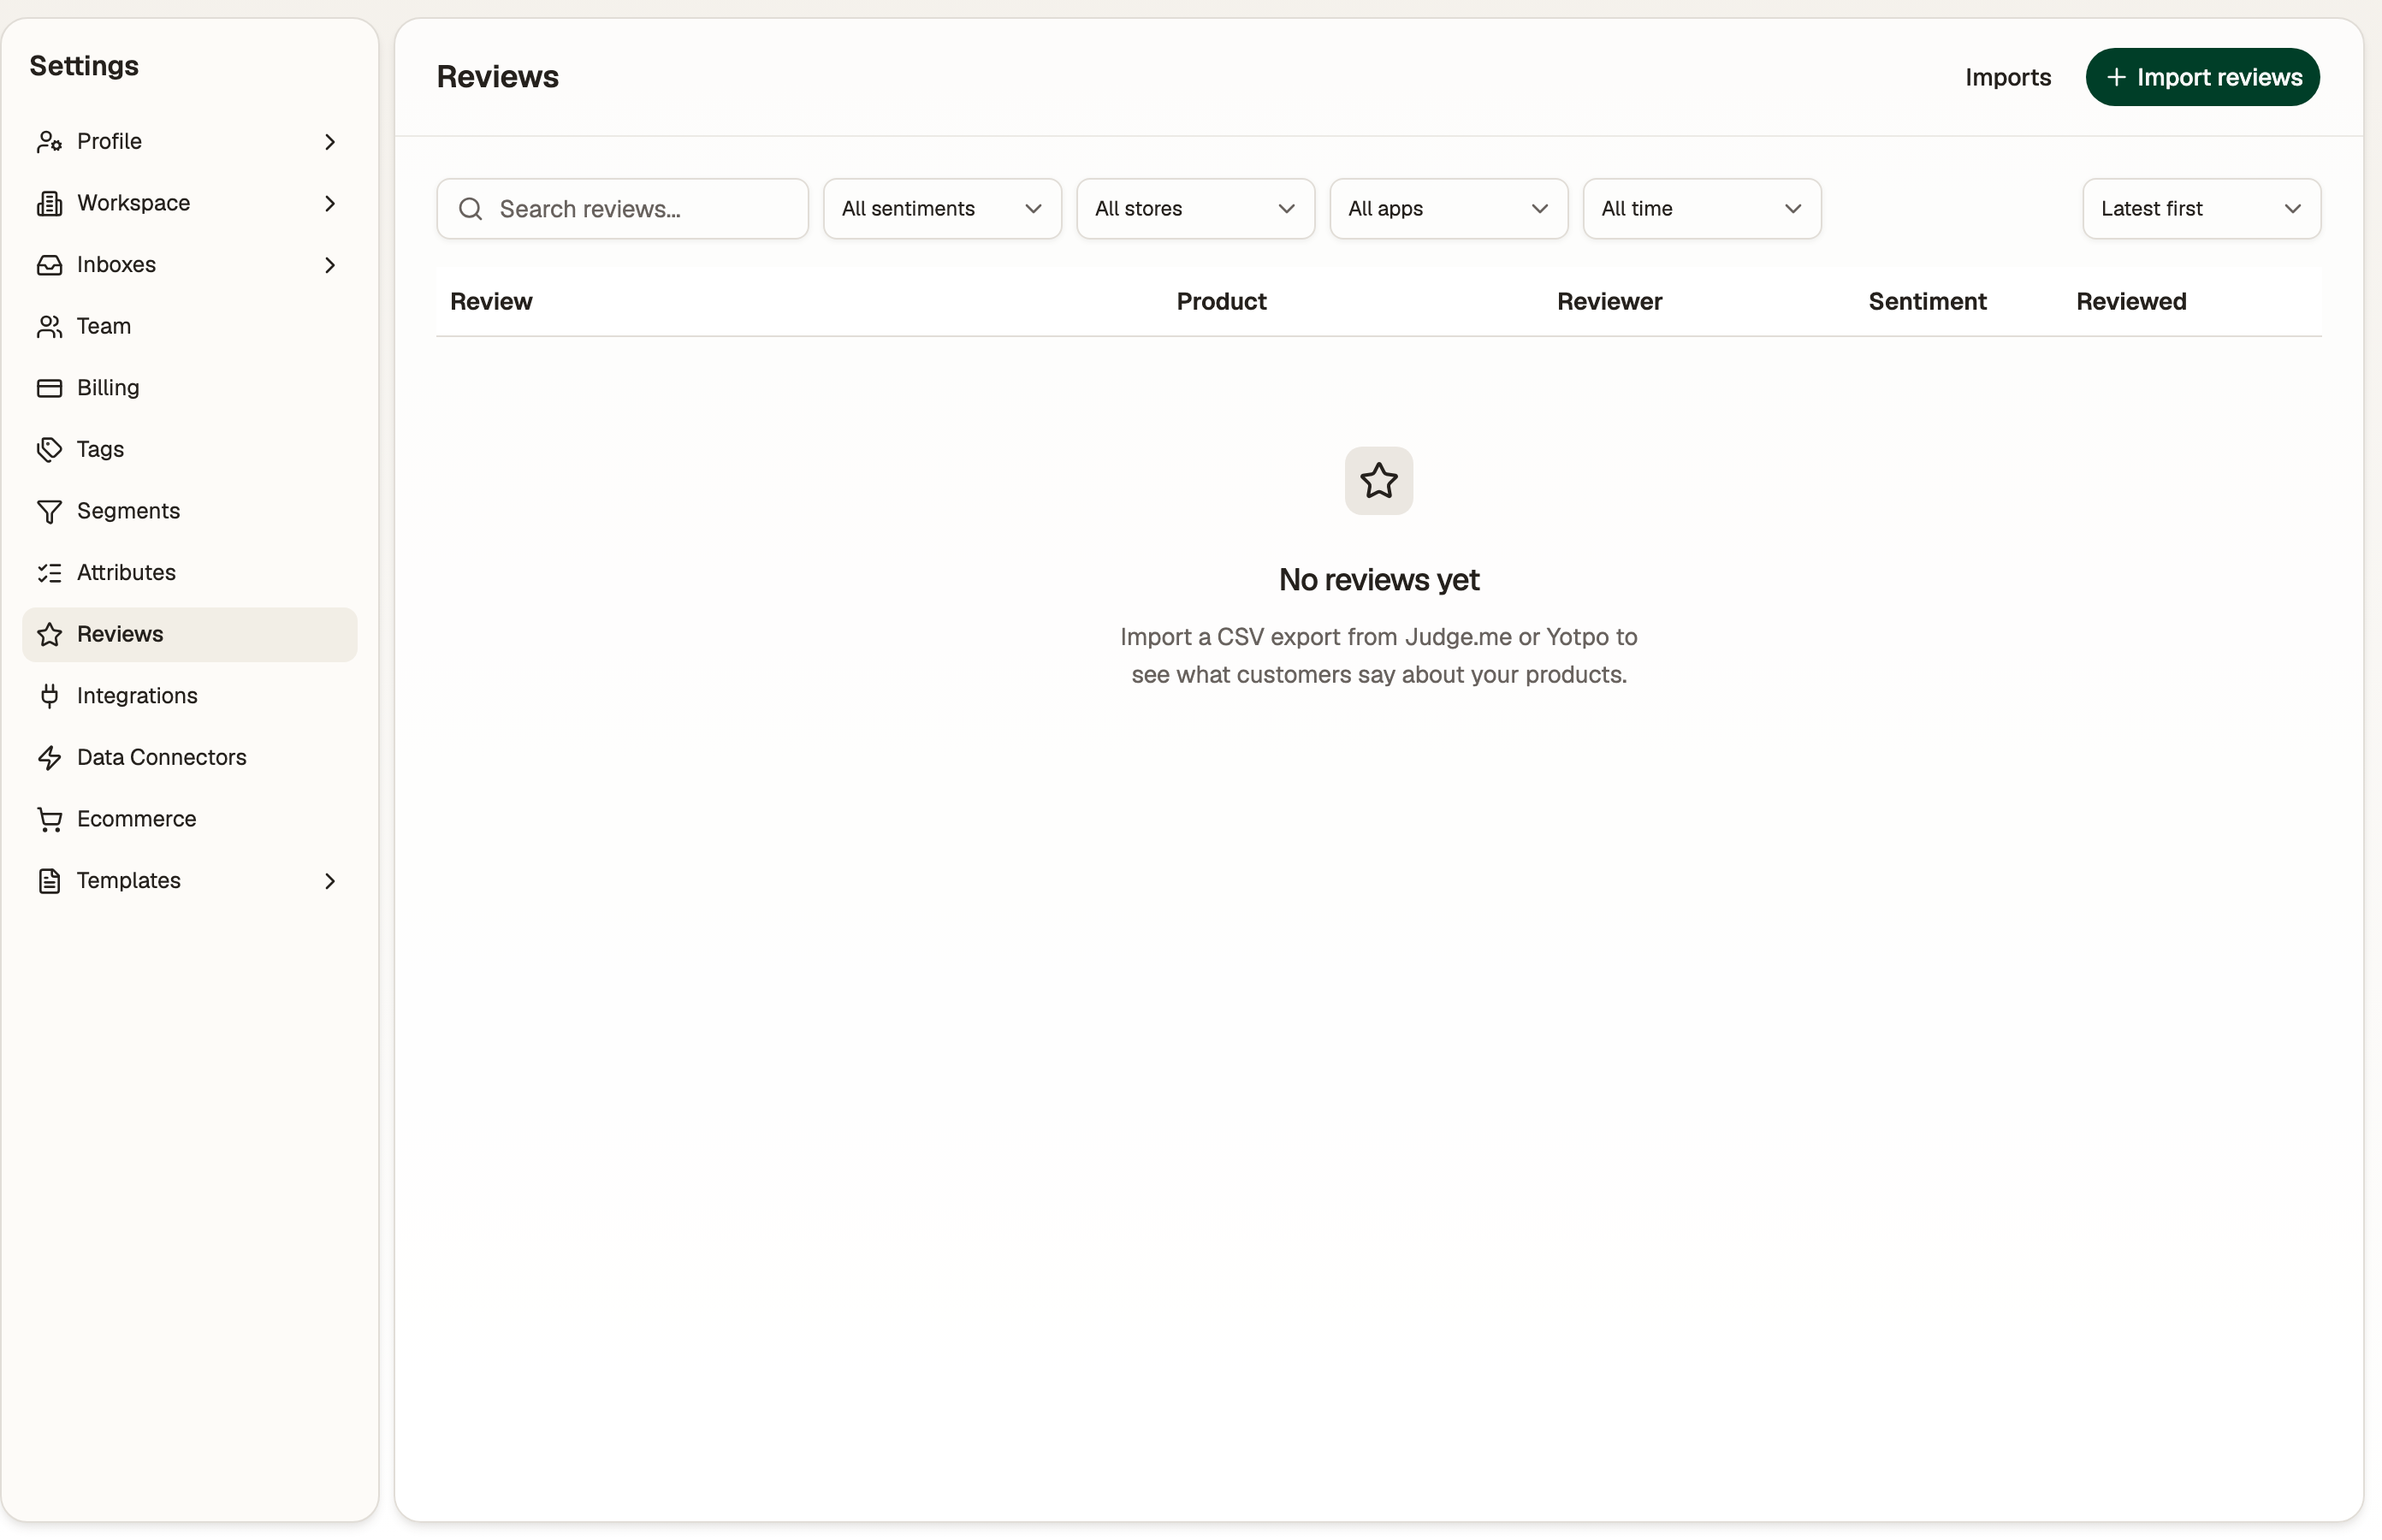 Settings
Profile
Workspace
Inboxes
Team
Billing
Tags
Segments
Attributes
Reviews
Integrations
Data Connectors
Ecommerce
Templates
Reviews
Imports
Import reviews
Search reviews...
All sentiments
All stores
All apps
All time
Latest first
Review
Product
Reviewer
Sentiment
Reviewed
No reviews yet
Import a CSV export from Judge.me or Yotpo to
see what customers say about your products.